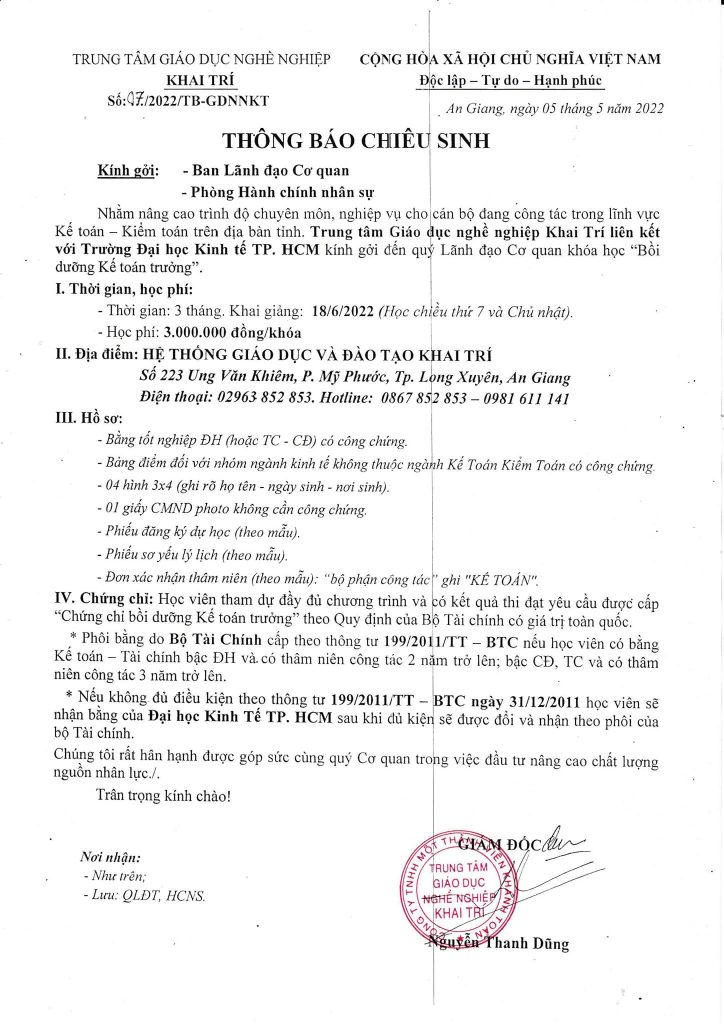 TRUNG TÂM GIÁO DỤC NGHỀ NGHIỆP
KHAI TRÍ
Số:07/2022/TB-GDNNKT
CỘNG HÒA XÃ HỘI CHỦ NGHĨA VIỆT NAM
Độc lập – Tự do – Hạnh phúc
An Giang, ngày 05 tháng 5 năm 2022
THÔNG BÁO CHIÊU SINH
Kính gởi: - Ban Lãnh đạo Cơ quan
- Phòng Hành chính nhân sự
Nhằm nâng cao trình độ chuyên môn, nghiệp vụ cho cán bộ đang công tác trong lĩnh vực
Kế toán – Kiểm toán trên địa bàn tỉnh. Trung tâm Giáo dục nghề nghiệp Khai Trí liên kết
với Trường Đại học Kinh tế TP. HCM kính gởi đến quý Lãnh đạo Cơ quan khóa học “Bồi
dưỡng Kế toán trưởng”.
I. Thời gian, học phí:
- Thời gian: 3 tháng. Khai giảng: 18/6/2022 (Học chiều thứ 7 và Chủ nhật).
- Học phí: 3.000.000 đồng/khóa
II. Địa điểm: HỆ THỐNG GIÁO DỤC VÀ ĐÀO TẠO KHAI TRÍ
Số 223 Ung Văn Khiêm, P. Mỹ Phước, Tp. Long Xuyên, An Giang
Điện thoại: 02963 852 853. Hotline: 0867 852 853 – 0981 611 141
III. Hồ sơ:
- Bằng tốt nghiệp ĐH (hoặc TC - CĐ) có công chứng.
- Bảng điểm đối với nhóm ngành kinh tế không thuộc ngành Kế Toán Kiểm Toán có công chứng.
- 04 hình 3x4 (ghi rõ họ tên - ngày sinh - nơi sinh).
- 01 giấy CMND photo không cần công chứng.
- Phiếu đăng ký dự học (theo mẫu).
- Phiếu sơ yếu lý lịch (theo mẫu).
- Đơn xác nhận thâm niên (theo mẫu): “bộ phận công tác” ghi "KẾ TOÁN".
IV. Chứng chỉ: Học viên tham dự đầy đủ chương trình và có kết quả thi đạt yêu cầu được cấp
“Chứng chỉ bồi dưỡng Kế toán trưởng” theo Quy định của Bộ Tài chính có giá trị toàn quốc.
* Phôi bằng do Bộ Tài Chính cấp theo thông tư 199/2011/TT – BTC nếu học viên có bằng
Kế toán – Tài chính bậc ĐH và có thâm niên công tác 2 năm trở lên; bậc CĐ, TC và có thâm
niên công tác 3 năm trở lên.
* Nếu không đủ điều kiện theo thông tư 199/2011/TT – BTC ngày 31/12/2011 học viên sẽ
nhận bằng của Đại học Kinh Tế TP. HCM sau khi đủ kiện sẽ được đổi và nhận theo phôi của
bộ Tài chính.
Chúng tôi rất hân hạnh được góp sức cùng quý Cơ quan trong việc đầu tư nâng cao chất lượng
nguồn nhân lực./.
Trân trọng kính chào!
Nơi nhận:
- Như trên;
- Lưu: QLĐT, HCNS.
GIÁM ĐỐC
CÔNG TY TNHH MỘT THÀNH VIÊN KHÁNH TOÀN
TRUNG TÂM
GIÁO DỤC
NGHỀ NGHIỆP
KHAI TRÍ
Nguyễn Thanh Dũng